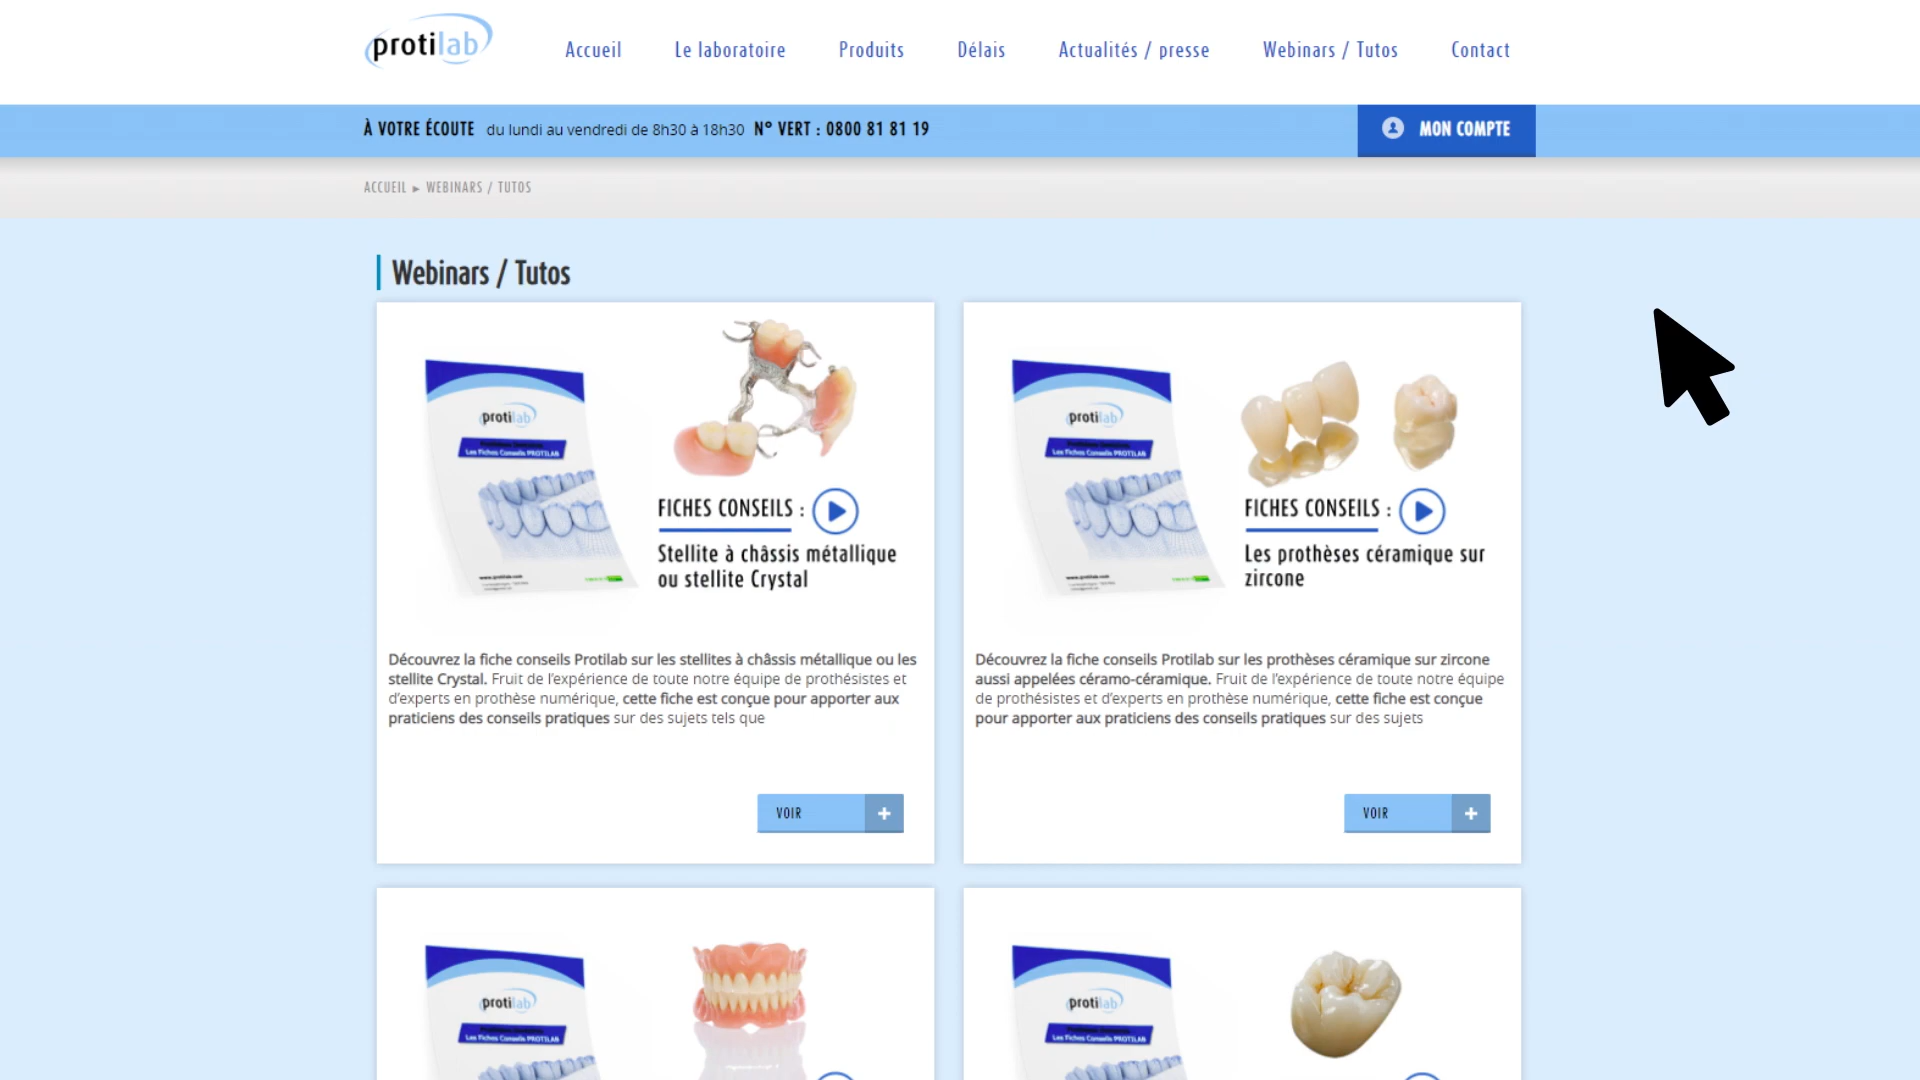 protilab
Accueil
Le laboratoire
Produits
Délais
Actualités / presse
Webinars / Tutos
Contact
À VOTRE ÉCOUTE du lundi au vendredi de 8h30 à 18h30 N° VERT : 0800 81 81 19
MON COMPTE
ACCUEIL ▸ WEBINARS / TUTOS
Webinars / Tutos
protilab
Les Fiches Conseils PROTILAB
www.protilab.com
FICHES CONSEILS :
Stellite à châssis métallique
ou stellite Crystal
Découvrez la fiche conseils Protilab sur les stellites à châssis métallique ou les
stellite Crystal. Fruit de l'expérience de toute notre équipe de prothésistes et
d'experts en prothèse numérique, cette fiche est conçue pour apporter aux
praticiens des conseils pratiques sur des sujets tels que
VOIR +
protilab
Les Fiches Conseils PROTILAB
www.protilab.com
FICHES CONSEILS :
Les prothèses céramique sur
zircone
Découvrez la fiche conseils Protilab sur les prothèses céramique sur zircone
aussi appelées céramo-céramique. Fruit de l'expérience de toute notre équipe
de prothésistes et d'experts en prothèse numérique, cette fiche est conçue
pour apporter aux praticiens des conseils pratiques sur des sujets
VOIR +
protilab
Les Fiches Conseils PROTILAB
protilab
Les Fiches Conseils PROTILAB